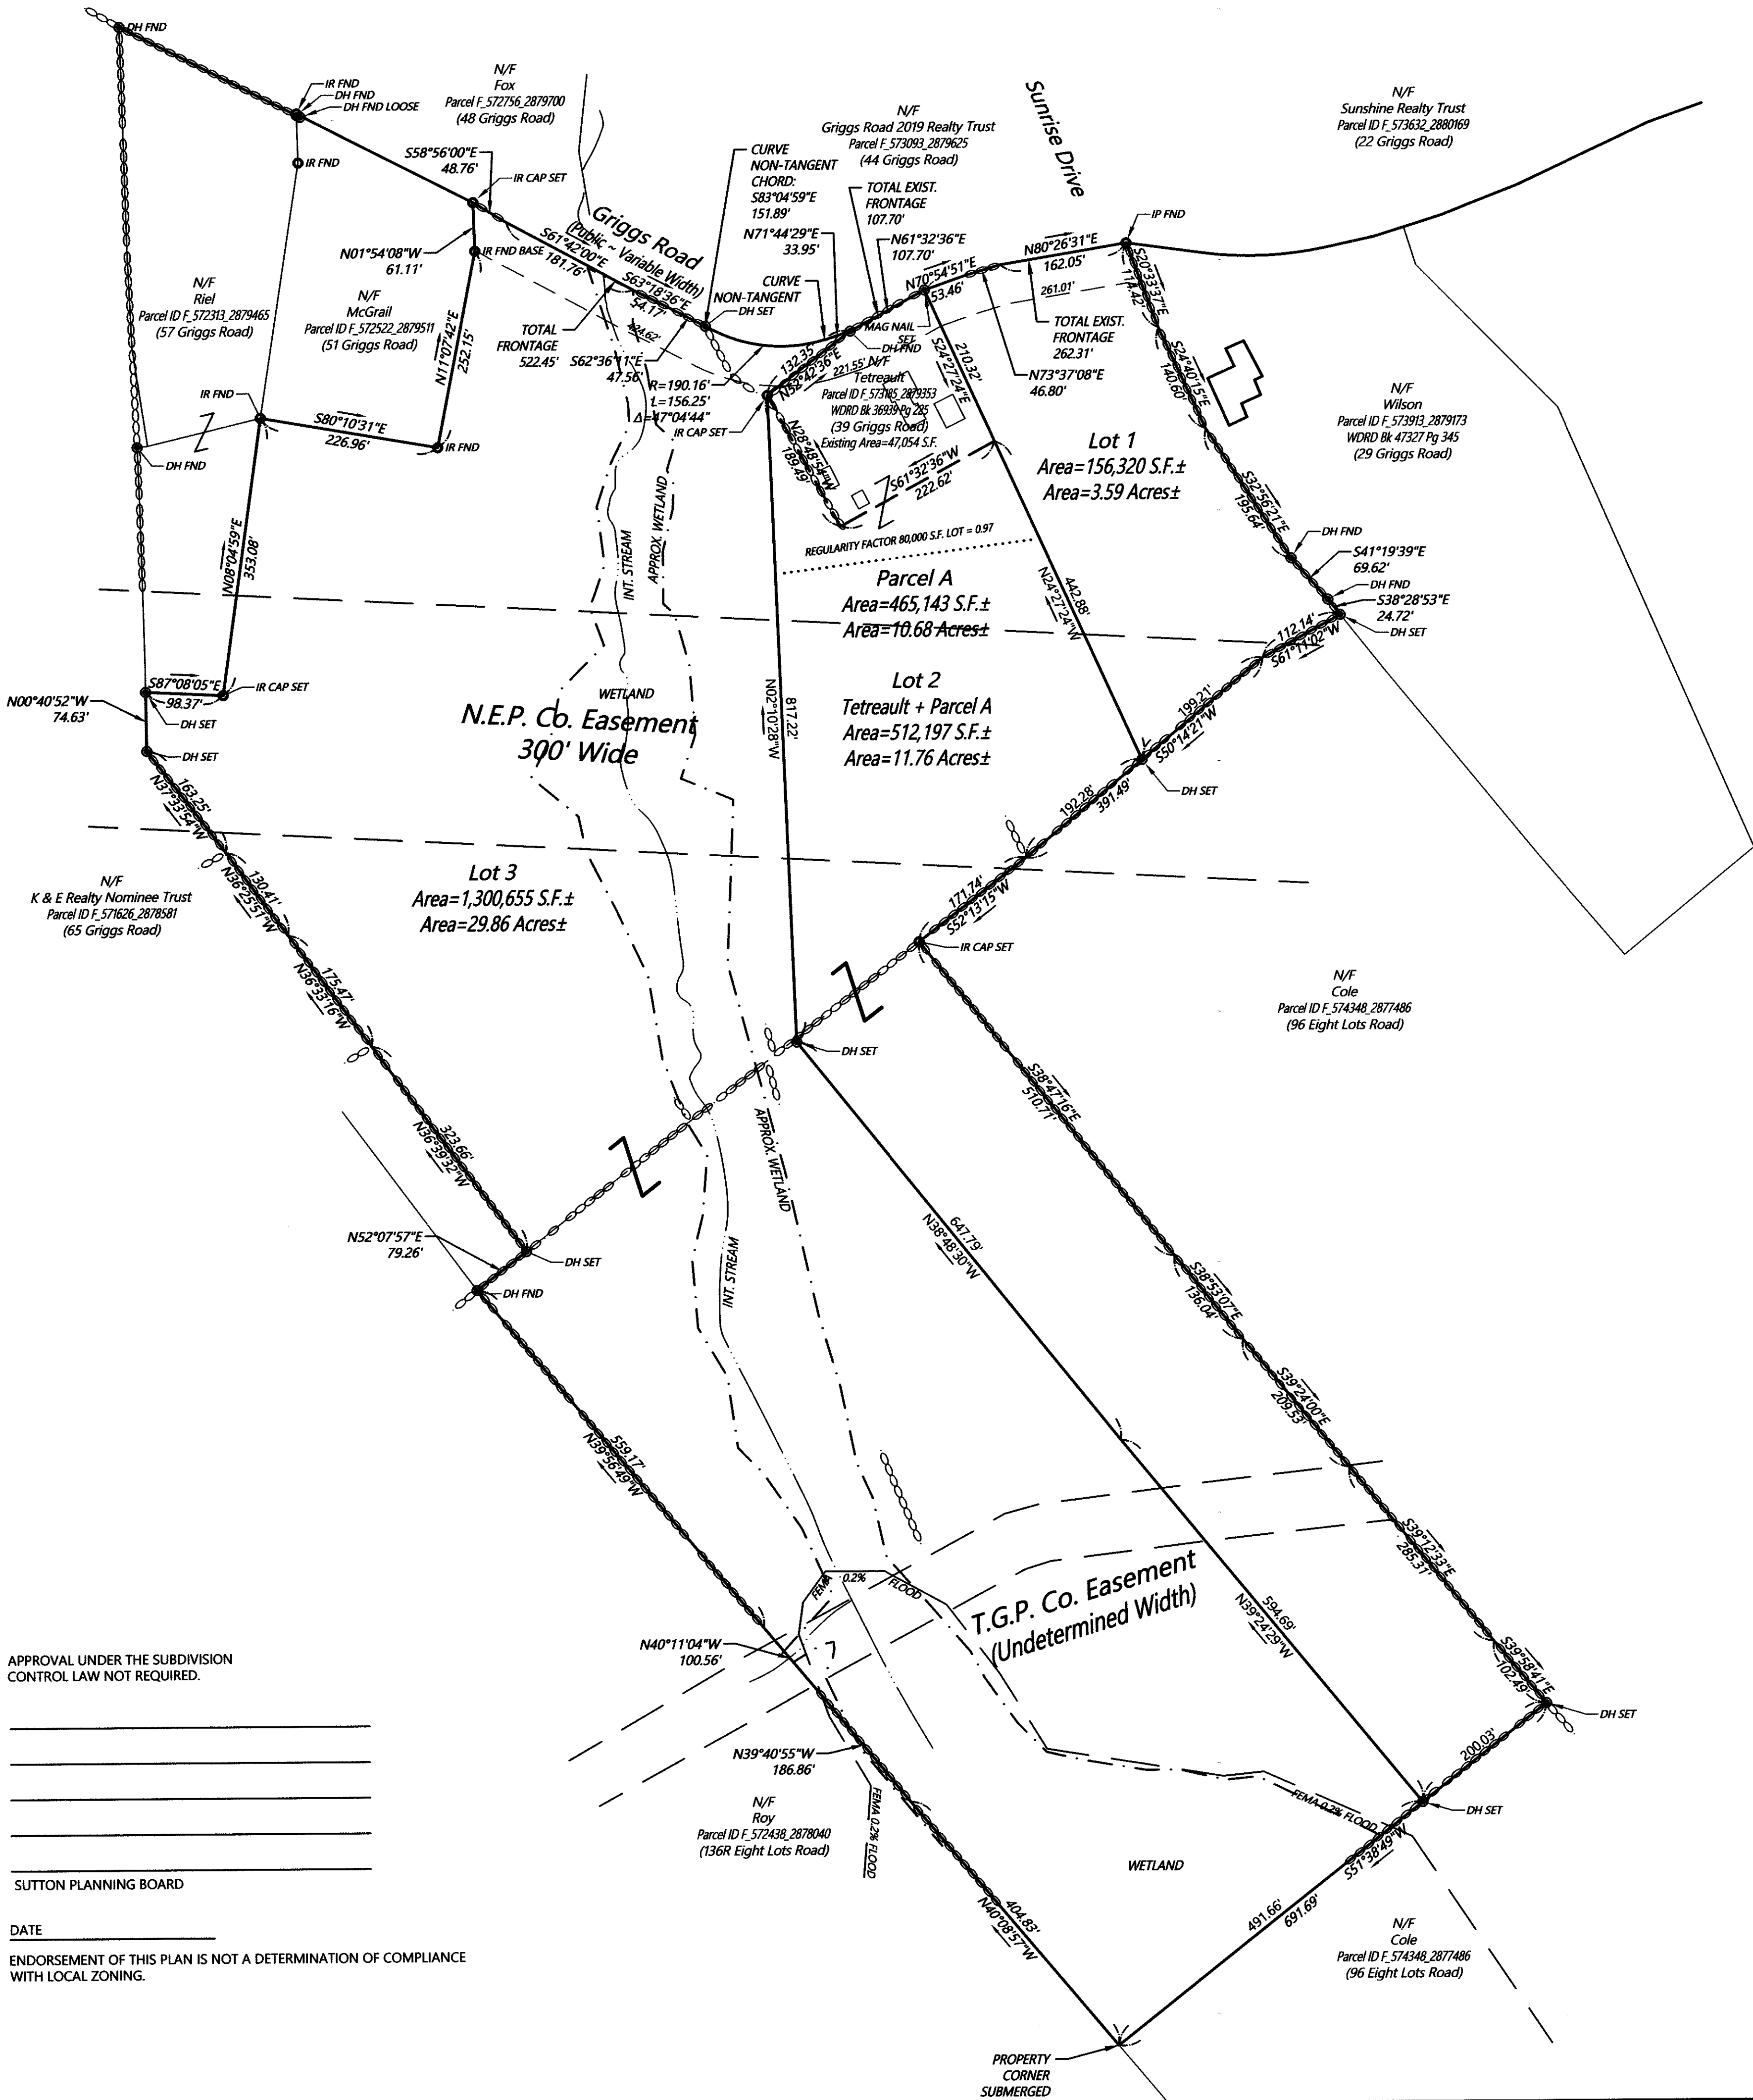 DH FND
IR FND
DH FND
DH FND LOOSE
IR FND
N/F
Fox
Parcel F_572756_2879700
(48 Griggs Road)
S58°56'00"E
48.76'
IR CAP SET
N01°54'08"W
61.11'
IR FND BASE
Griggs Road
(Public ~ Variable Width)
S61°42'00"E
181.76'
S63°18'36"E
54.17'
424.62'
TOTAL
FRONTAGE
522.45'
S62°36'11"E
47.56'
CURVE
NON-TANGENT
CHORD:
S83°04'59"E
151.89'
DH SET
CURVE
NON-TANGENT
R=190.16'
L=156.25'
Δ=47°04'44"
IR CAP SET
N/F
Griggs Road 2019 Realty Trust
Parcel F_573093_2879625
(44 Griggs Road)
TOTAL EXIST.
FRONTAGE
107.70'
N71°44'29"E
33.95'
N61°32'36"E
107.70'
Sunrise Drive
N70°54'51"E
53.46'
N80°26'31"E
162.05'
IP FND
261.01'
TOTAL EXIST.
FRONTAGE
262.31'
N73°37'08"E
46.80'
MAG NAIL
SET
DH FND
132.35'
N52°42'36"E
221.55'
N/F
Tetreault
Parcel ID F_573185_2879353
WDRD Bk 36939 Pg 285
(39 Griggs Road)
Existing Area=47,054 S.F.
N28°48'54"W
189.49'
S61°32'36"W
222.62'
210.32'
S24°27'24"E
N/F
Sunshine Realty Trust
Parcel ID F_573632_2880169
(22 Griggs Road)
S20°33'37"E
114.42'
S24°40'15"E
140.60'
S32°56'21"E
195.64'
DH FND
S41°19'39"E
69.62'
DH FND
S38°28'53"E
24.72'
DH SET
N/F
Wilson
Parcel ID F_573913_2879173
WDRD Bk 47327 Pg 345
(29 Griggs Road)
N/F
Riel
Parcel ID F_572313_2879465
(57 Griggs Road)
N/F
McGrail
Parcel ID F_572522_2879511
(51 Griggs Road)
N11°07'42"E
252.15'
IR FND
S80°10'31"E
226.96'
IR FND
DH FND
N08°04'59"E
353.08'
Lot 1
Area=156,320 S.F.±
Area=3.59 Acres±
REGULARITY FACTOR 80,000 S.F. LOT = 0.97
Parcel A
Area=465,143 S.F.±
Area=10.68 Acres±
442.88'
N24°27'24"W
112.14'
S61°11'02"W
199.21'
S50°14'21"W
INT. STREAM
APPROX. WETLAND
N00°40'52"W
74.63'
S87°08'05"E
98.37'
IR CAP SET
DH SET
DH SET
WETLAND
N.E.P. Co. Easement
300' Wide
817.22'
N02°10'28"W
Lot 2
Tetreault + Parcel A
Area=512,197 S.F.±
Area=11.76 Acres±
DH SET
192.28'
391.49'
171.74'
S52°13'15"W
IR CAP SET
163.25'
N37°33'54"W
130.41'
N36°25'51"W
N/F
K & E Realty Nominee Trust
Parcel ID F_571626_2878581
(65 Griggs Road)
Lot 3
Area=1,300,655 S.F.±
Area=29.86 Acres±
N/F
Cole
Parcel ID F_574348_2877486
(96 Eight Lots Road)
175.47'
N36°33'16"W
DH SET
S38°47'16"E
510.71'
323.66'
N36°39'32"W
APPROX. WETLAND
INT. STREAM
N52°07'57"E
79.26'
DH SET
DH FND
647.79'
N38°48'30"W
S38°53'07"E
136.04'
S39°24'00"E
209.53'
559.17'
N39°56'49"W
S39°12'33"E
285.31'
FEMA
0.2%
FLOOD
T.G.P. Co. Easement
(Undetermined Width)
594.69'
N39°24'29"W
S39°58'41"E
102.49'
DH SET
N40°11'04"W
100.56'
N39°40'55"W
186.86'
FEMA 0.2% FLOOD
N/F
Roy
Parcel ID F_572438_2878040
(136R Eight Lots Road)
200.03'
DH SET
FEMA 0.2% FLOOD
S51°38'49"W
WETLAND
404.83'
N40°08'57"W
491.66'
691.69'
N/F
Cole
Parcel ID F_574348_2877486
(96 Eight Lots Road)
PROPERTY
CORNER
SUBMERGED
APPROVAL UNDER THE SUBDIVISION
CONTROL LAW NOT REQUIRED.
SUTTON PLANNING BOARD
DATE
ENDORSEMENT OF THIS PLAN IS NOT A DETERMINATION OF COMPLIANCE
WITH LOCAL ZONING.